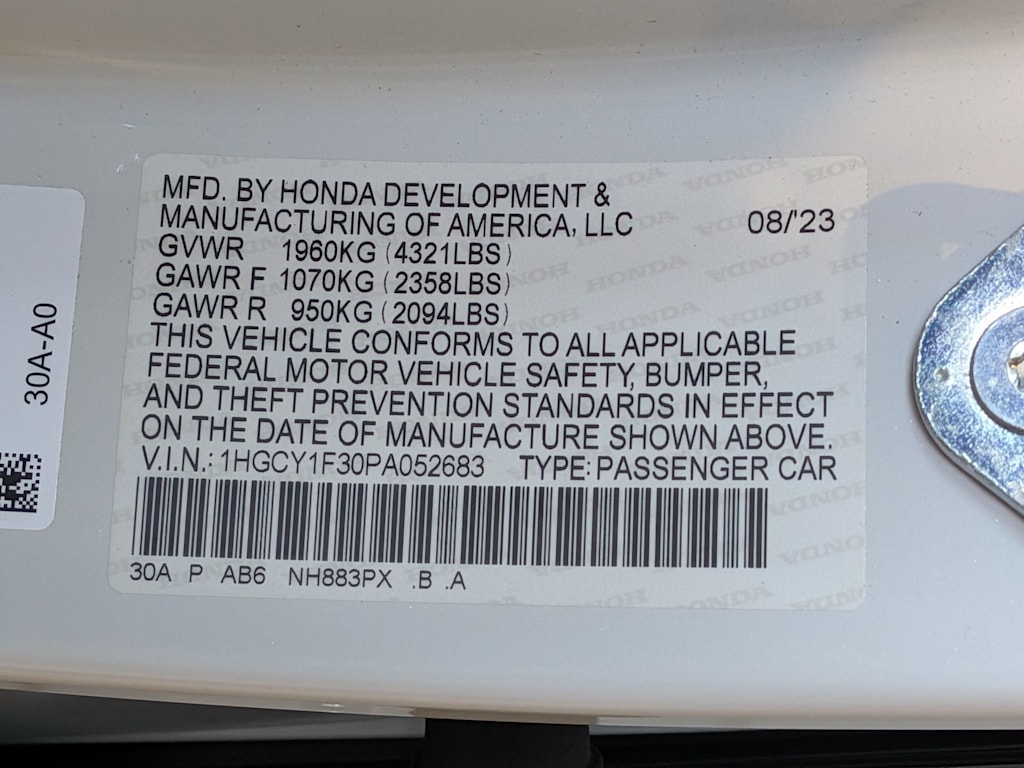 MFD. BY HONDA DEVELOPMENT &
MANUFACTURING OF AMERICA, LLC 08/'23
GVWR 1960KG (4321LBS)
GAWR F 1070KG (2358LBS)
GAWR R 950KG (2094LBS)
THIS VEHICLE CONFORMS TO ALL APPLICABLE
FEDERAL MOTOR VEHICLE SAFETY, BUMPER,
AND THEFT PREVENTION STANDARDS IN EFFECT
ON THE DATE OF MANUFACTURE SHOWN ABOVE.
V.I.N.: 1HGCY1F30PA052683 TYPE: PASSENGER CAR
30A P AB6 NH883PX .B .A
30A-A0